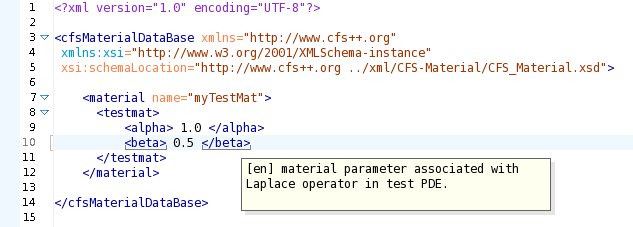 1 <?xml version="1.0" encoding="UTF-8"?>
2
3 <cfsMaterialDataBase xmlns="http://www.cfs++.org"
4 xmlns:xsi="http://www.w3.org/2001/XMLSchema-instance"
5 xsi:schemaLocation="http://www.cfs++.org ../xml/CFS-Material/CFS_Material.xsd">
6
7 <material name="myTestMat">
8 <testmat>
9 <alpha> 1.0 </alpha>
10 <beta> 0.5 </beta>
11 </testmat>
12 </material>
13
14 </cfsMaterialDataBase>
15
[en] material parameter associated with
Laplace operator in test PDE.